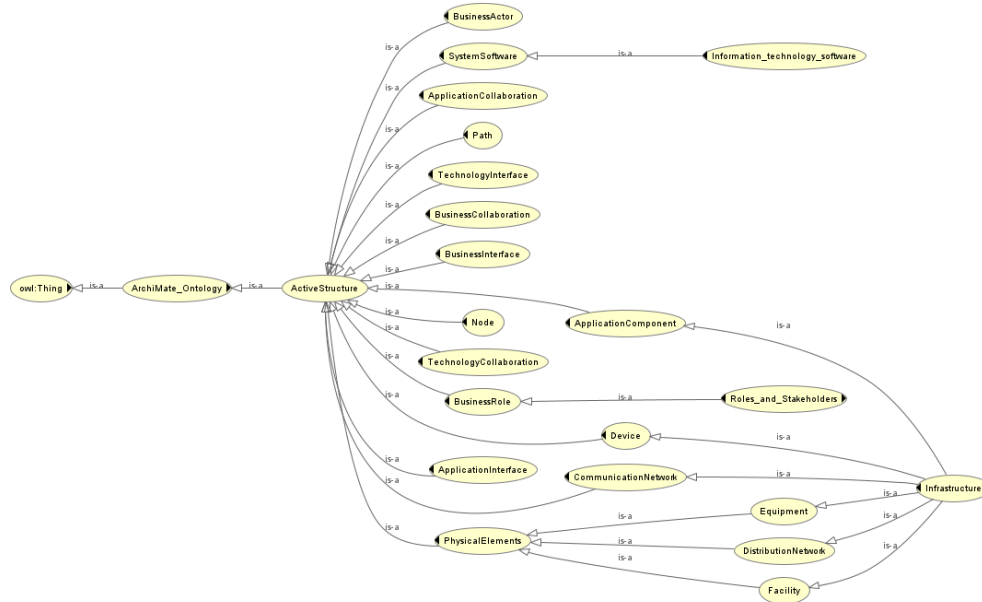 BusinessActor
is-a
SystemSoftware
is-a
Information_technology_software
is-a
ApplicationCollaboration
is-a
Path
is-a
TechnologyInterface
is-a
BusinessCollaboration
is-a
BusinessInterface
is-a
owl:Thing
is-a
ArchiMate_Ontology
is-a
ActiveStructure
is-a
Node
is-a
ApplicationComponent
is-a
is-a
TechnologyCollaboration
is-a
BusinessRole
is-a
Roles_and_Stakeholders
is-a
Device
is-a
ApplicationInterface
CommunicationNetwork
is-a
Infrastructure
Equipment
is-a
is-a
is-a
PhysicalElements
is-a
DistributionNetwork
is-a
is-a
is-a
Facility